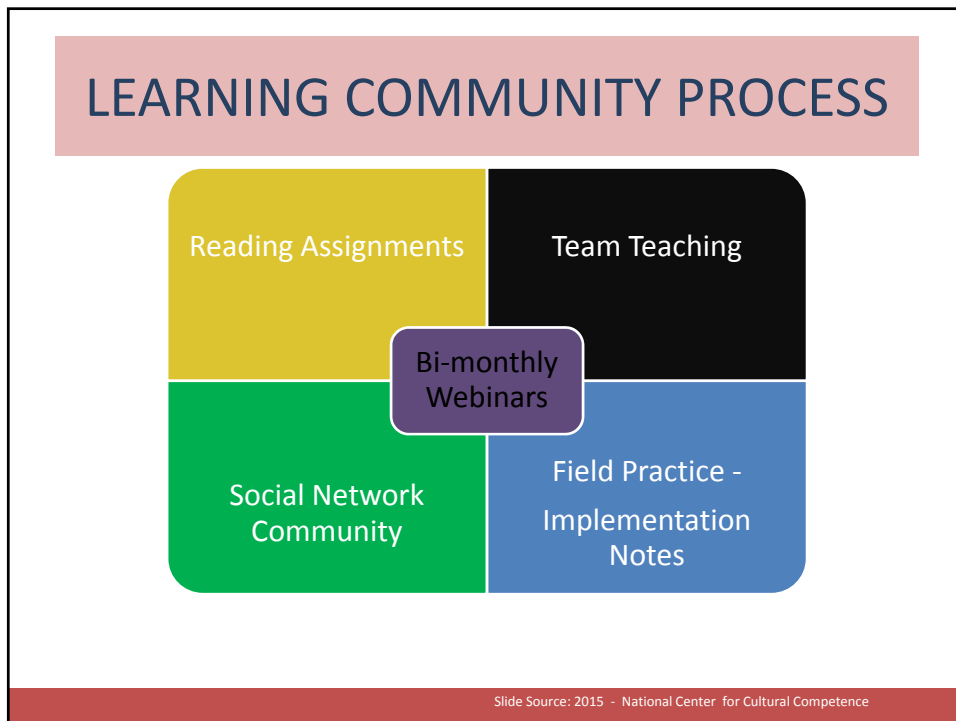 LEARNING COMMUNITY PROCESS
Reading Assignments
Team Teaching
Bi-monthly
Webinars
Social Network
Community
Field Practice -
Implementation
Notes
Slide Source: 2015 - National Center for Cultural Competence